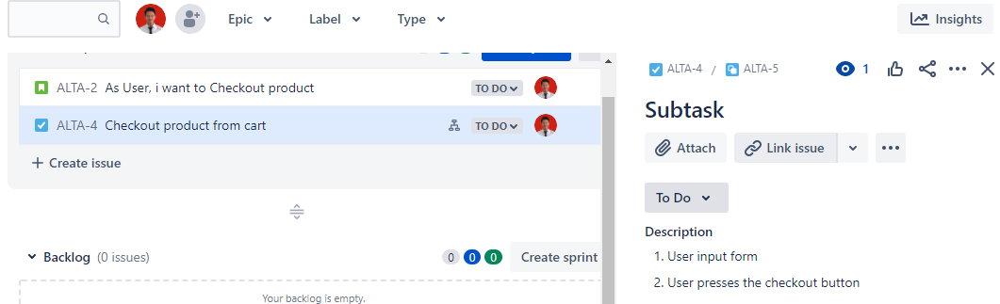 Epic
Label
Type
Insights
ALTA-2 As User, i want to Checkout product
TO DO
ALTA-4 Checkout product from cart
TO DO
+ Create issue
Backlog (0 issues)
0 0 0
Create sprint
Your backlog is empty.
ALTA-4 / ALTA-5
1
Subtask
Attach
Link issue
To Do
Description
1. User input form
2. User presses the checkout button